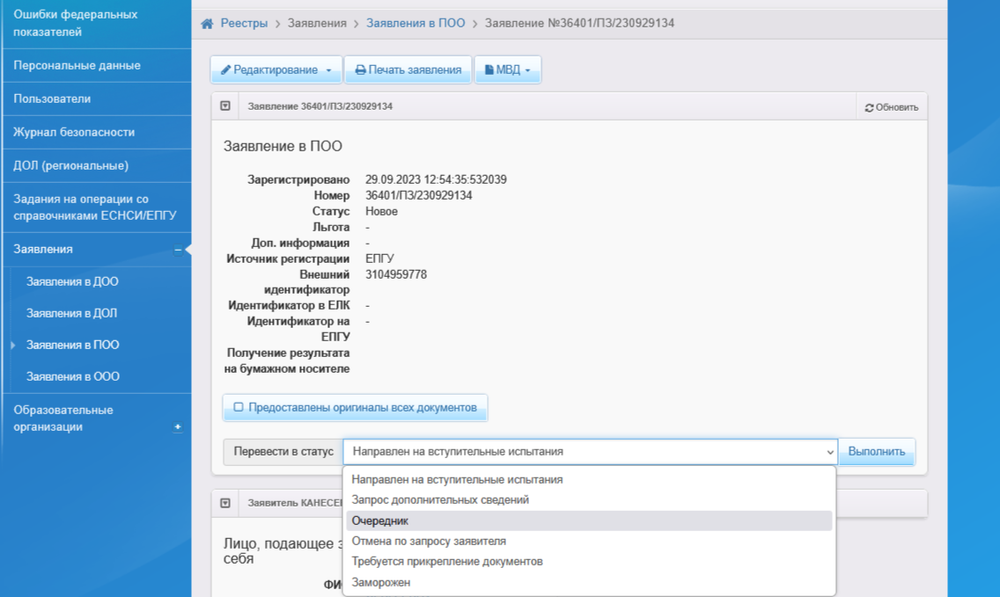 Ошибки федеральных
показателей
Персональные данные
Пользователи
Журнал безопасности
ДОЛ (региональные)
Задания на операции со
справочниками ЕСНСИ/ЕПГУ
Заявления
Заявления в ДОО
Заявления в ДОЛ
Заявления в ПОО
Заявления в ООО
Образовательные
организации
Реестры > Заявления > Заявления в ПОО > Заявление №36401/ПЗ/230929134
Редактирование
Печать заявления
МВД
Заявление 36401/ПЗ/230929134
Обновить
Заявление в ПОО
Зарегистрировано 29.09.2023 12:54:35:532039
Номер 36401/ПЗ/230929134
Статус Новое
Льгота -
Доп. информация -
Источник регистрации ЕПГУ
Внешний 3104959778
идентификатор
Идентификатор в ЕЛК -
Идентификатор на -
ЕПГУ
Получение результата
на бумажном носителе
Предоставлены оригиналы всех документов
Перевести в статус
Направлен на вступительные испытания
Выполнить
Направлен на вступительные испытания
Запрос дополнительных сведений
Очередник
Отмена по запросу заявителя
Требуется прикрепление документов
Заморожен
Заявитель
Лицо, подающее
себя